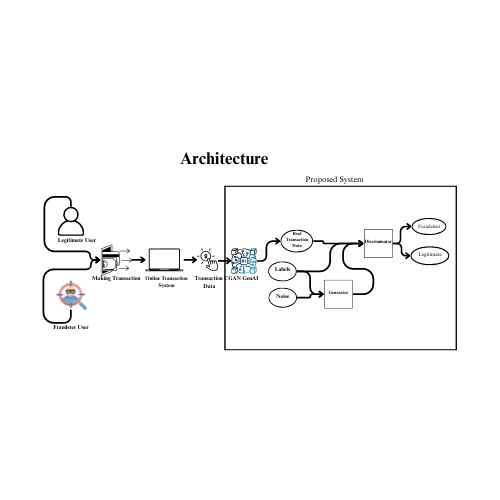 Architecture
Proposed System
Legitimate User
Fraudster User
Making Transaction
Online Transaction
System
Transaction
Data
CGAN GenAI
Real
Transaction
Data
Labels
Noise
Generator
Discriminator
Fraudulent
Legitimate